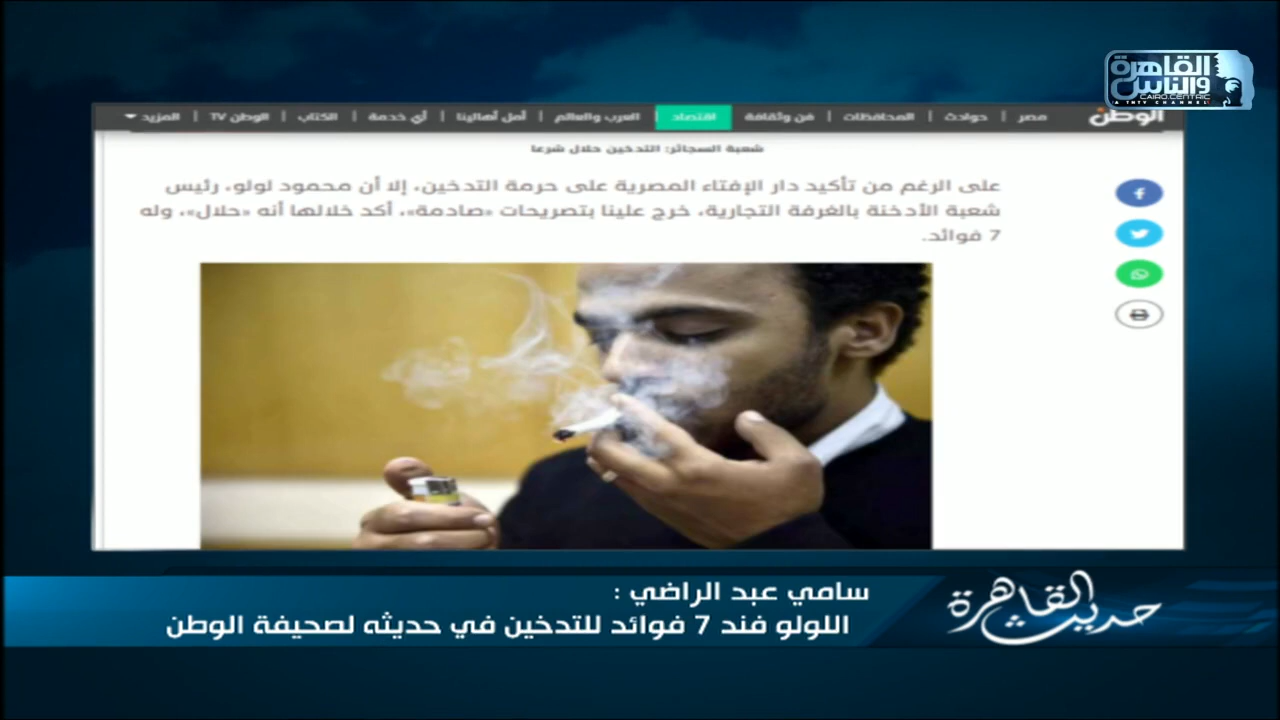 القاهرة
والناس
CAIRO.CENTRIC
A TNTV CHANNEL
الوطن
مصر | حوادث | المحافظات | فن وثقافة | اقتصاد | العرب والعالم | أمل أهالينا | أي خدمة | الكتاب | الوطن TV | المزيد
شعبة السجائر: التدخين حلال شرعا
على الرغم من تأكيد دار الإفتاء المصرية على حرمة التدخين، إلا أن محمود لولو، رئيس
شعبة الأدخنة بالغرفة التجارية، خرج علينا بتصريحات «صادمة»، أكد خلالها أنه «حلال»، وله
7 فوائد.
حديث القاهرة
سامي عبد الراضي :
اللولو فند 7 فوائد للتدخين في حديثه لصحيفة الوطن